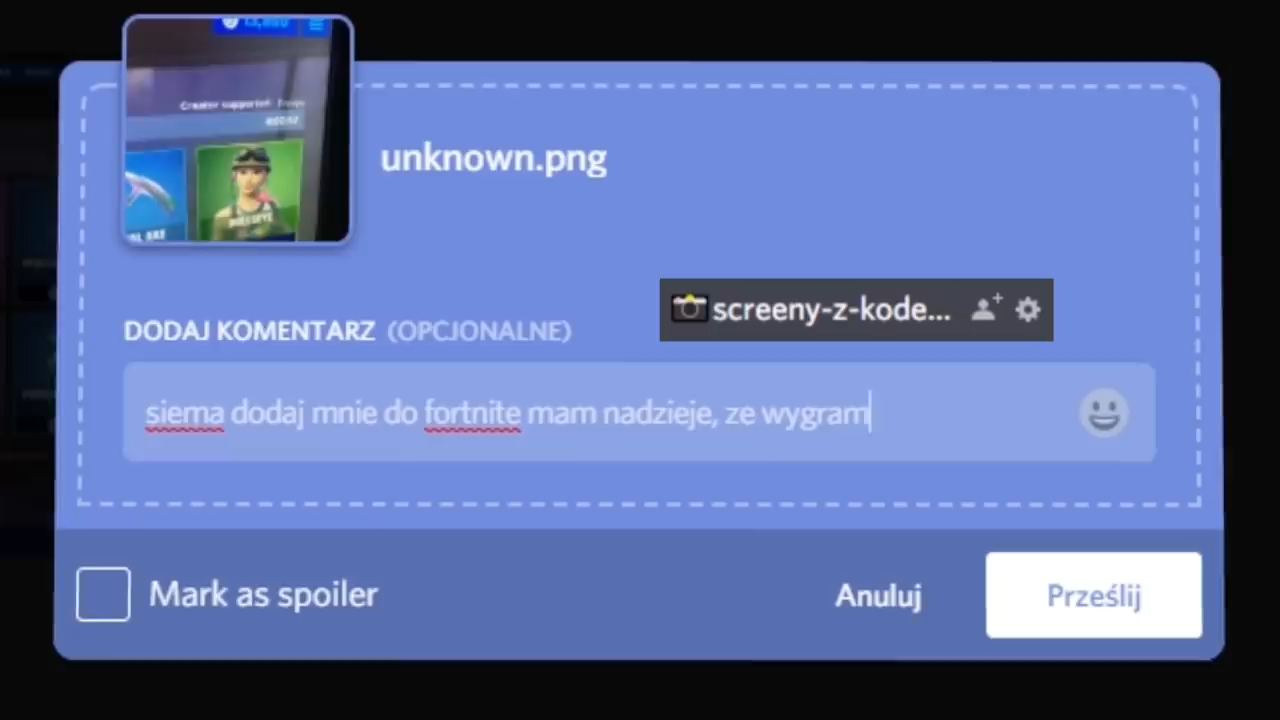 Creator supported:
unknown.png
screeny-z-kode...
DODAJ KOMENTARZ (OPCJONALNE)
siema dodaj mnie do fortnite mam nadzieje, ze wygram
Mark as spoiler
Anuluj
Prześlij